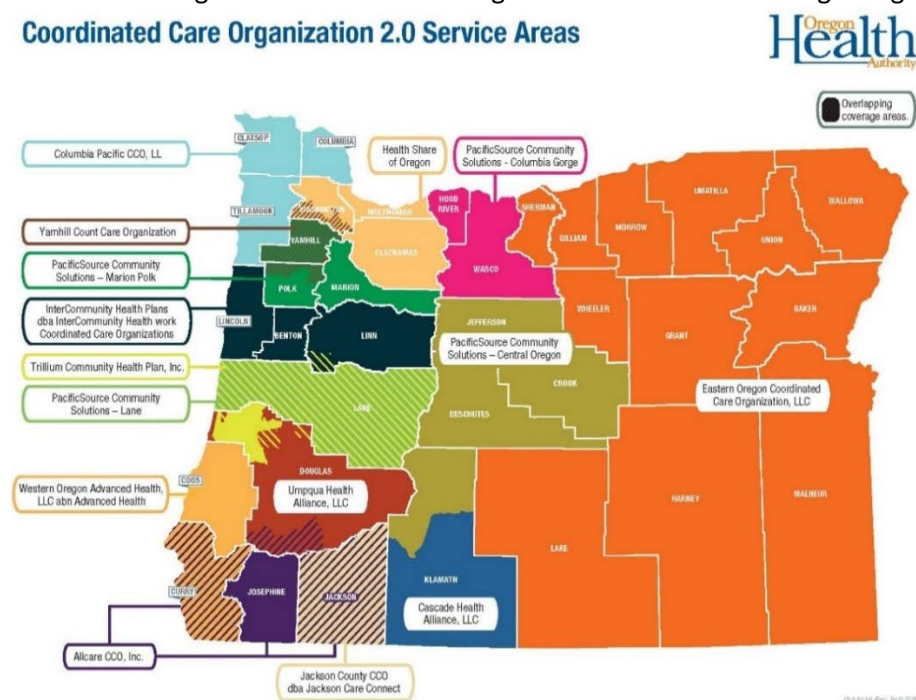 Coordinated Care Organization 2.0 Service Areas
Oregon
Health
Authority
Overlapping
coverage areas.
CLATSOP
COLUMBIA
Columbia Pacific CCO, LL
Health Share
of Oregon
PacificSource Community
Solutions - Columbia Gorge
TILLAMOOK
MULTNOMAH
HOOD
RIVER
SHERMAN
UMATILLA
WALLOWA
MORROW
GILLIAM
UNION
Yamhill Count Care Organization
YAMHILL
CLACKAMAS
WASCO
PacificSource Community
Solutions – Marion Polk
POLK
MARION
BAKER
WHEELER
GRANT
InterCommunity Health Plans
dba InterCommunity Health work
Coordinated Care Organizations
LINCOLN
BENTON
LINN
JEFFERSON
PacificSource Community
Solutions – Central Oregon
CROOK
Trillium Community Health Plan, Inc.
PacificSource Community
Solutions – Lane
LANE
DESCHUTES
Eastern Oregon Coordinated
Care Organization, LLC
DOUGLAS
Umpqua Health
Alliance, LLC
COOS
Western Oregon Advanced Health,
LLC abn Advanced Health
HARNEY
MALHEUR
LAKE
KLAMATH
Cascade Health
Alliance, LLC
CURRY
JOSEPHINE
JACKSON
Allcare CCO, Inc.
Jackson County CCO
dba Jackson Care Connect